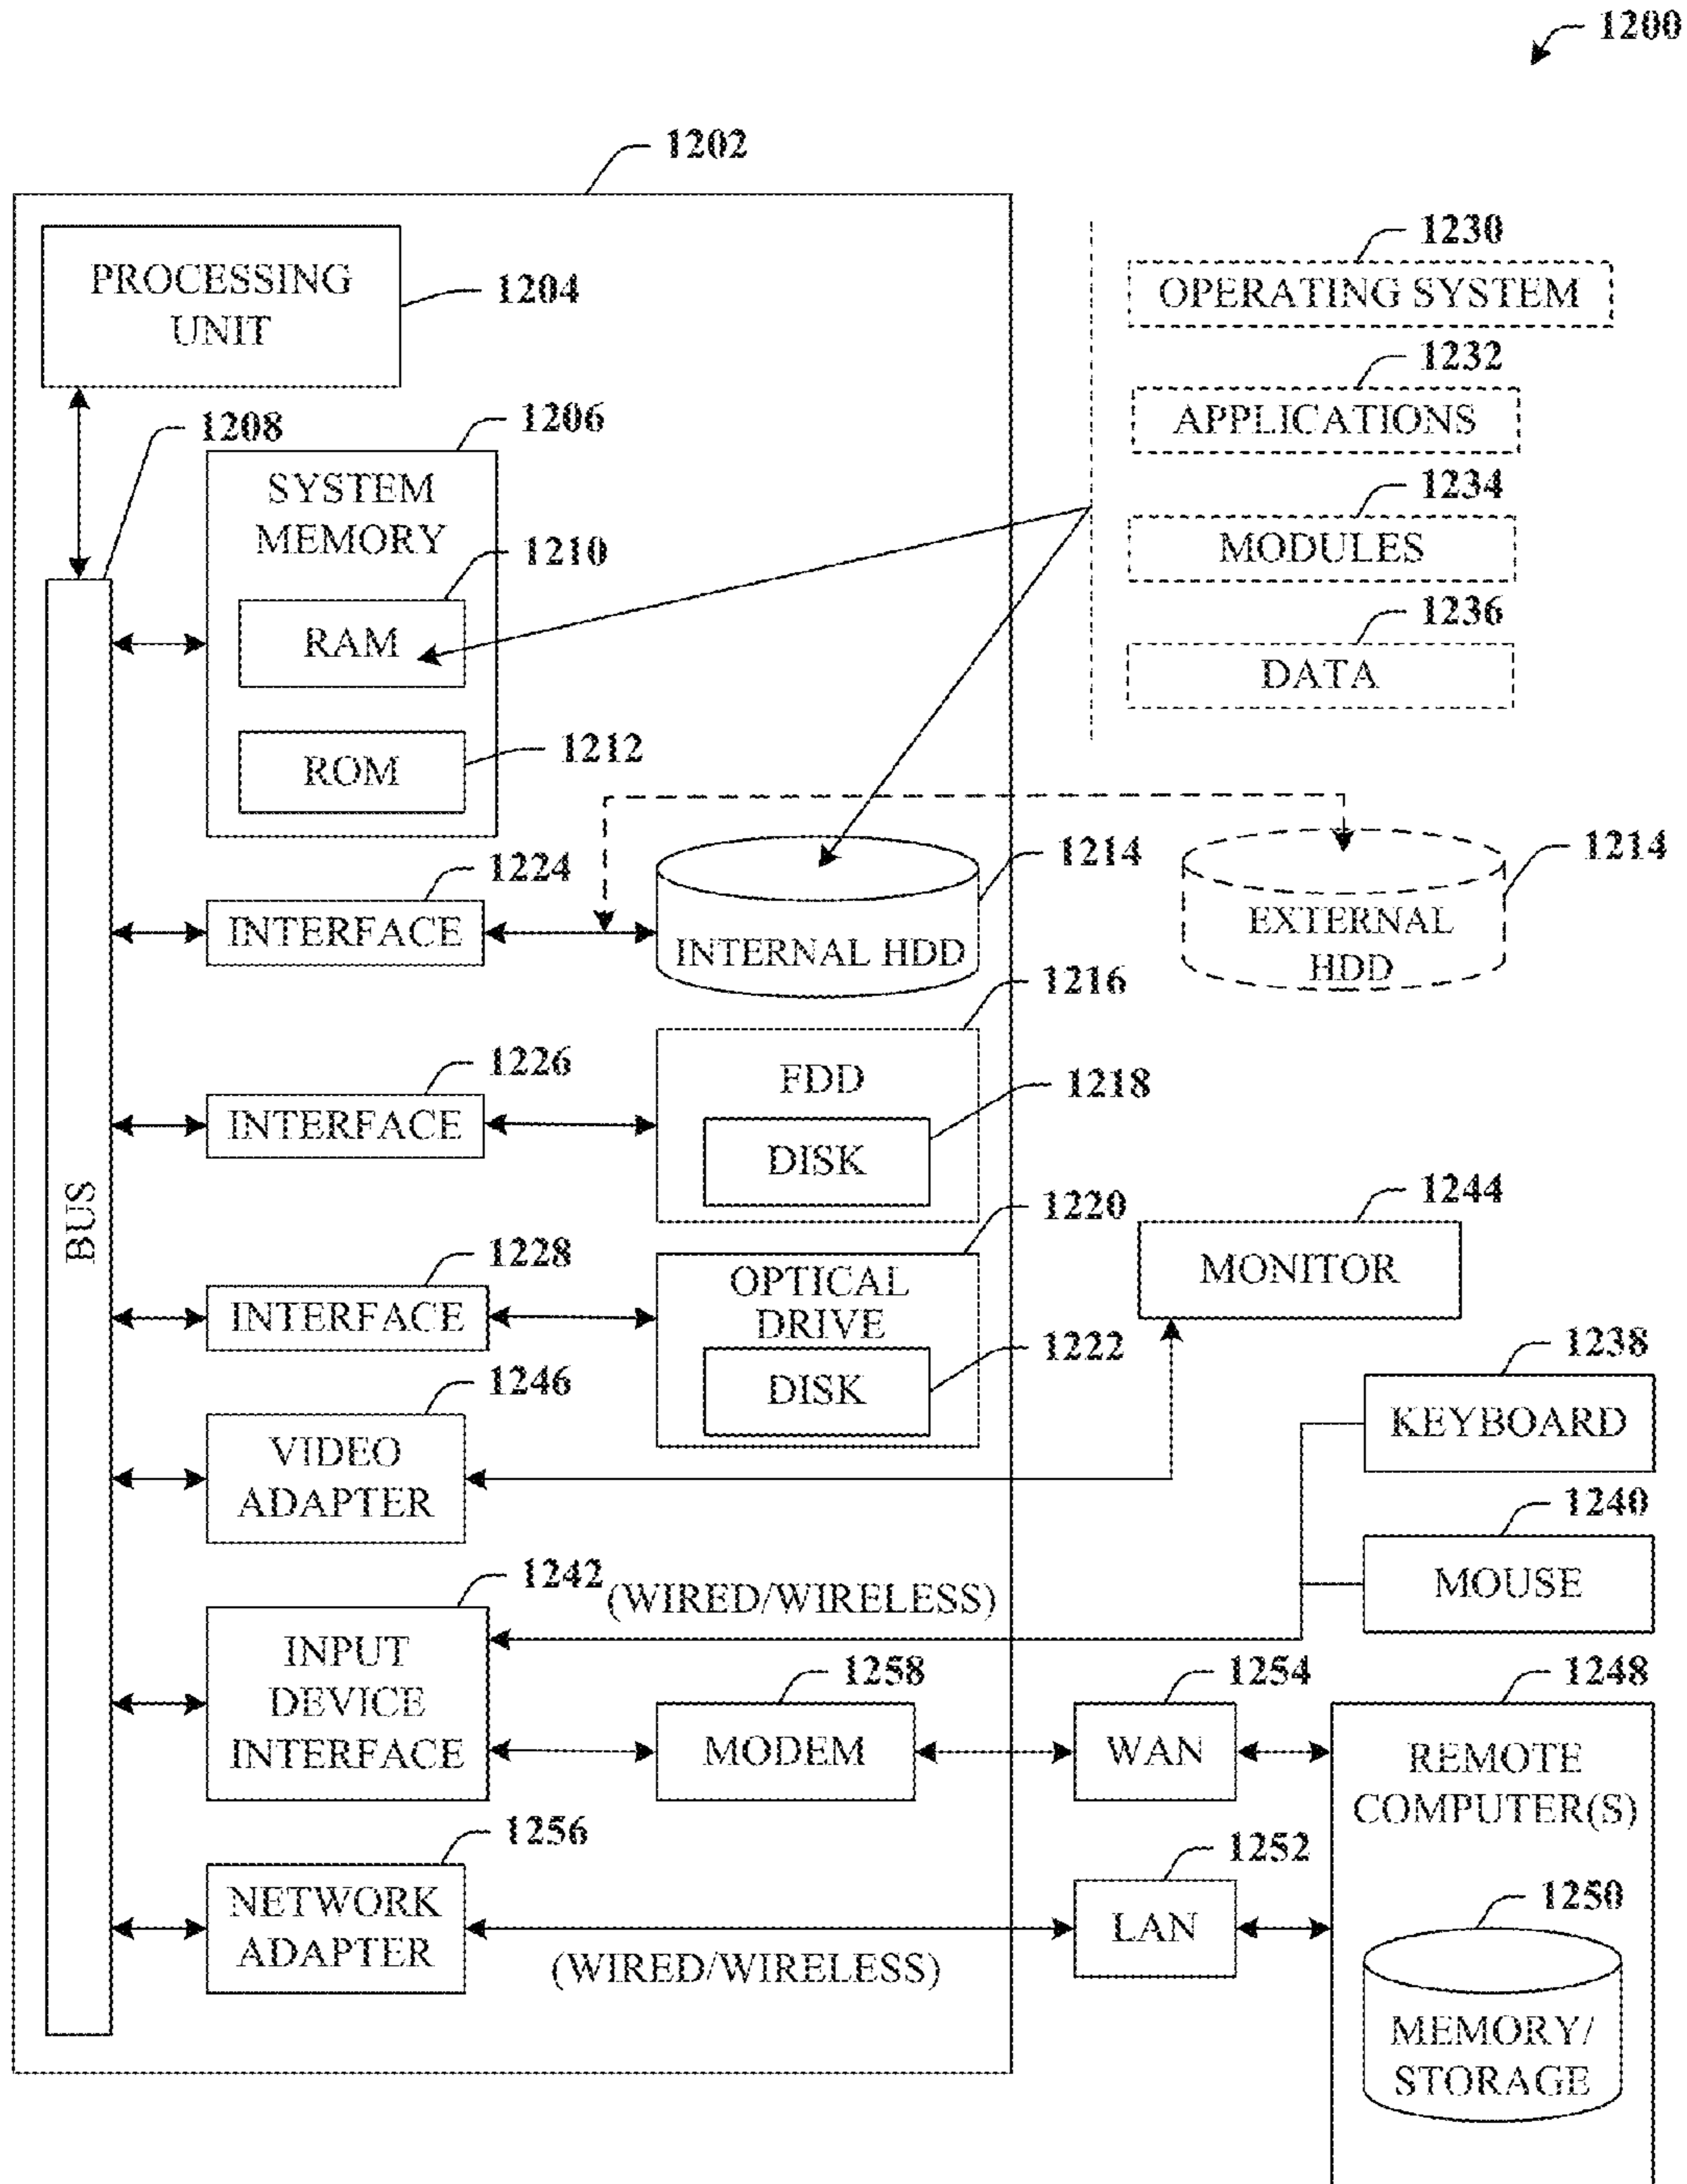 1200
1202
PROCESSING
UNIT
1204
1230
OPERATING SYSTEM
1232
APPLICATIONS
1234
MODULES
1236
DATA
1208
1206
SYSTEM
MEMORY
1210
RAM
1212
ROM
1224
INTERFACE
1214
INTERNAL HDD
1214
EXTERNAL
HDD
1216
FDD
1226
INTERFACE
1218
DISK
BUS
1220
OPTICAL
DRIVE
1228
INTERFACE
1222
DISK
1244
MONITOR
1246
VIDEO
ADAPTER
1238
KEYBOARD
1240
MOUSE
1242
(WIRED/WIRELESS)
INPUT
DEVICE
INTERFACE
1258
MODEM
1254
WAN
1248
REMOTE
COMPUTER(S)
1256
NETWORK
ADAPTER
(WIRED/WIRELESS)
1252
LAN
1250
MEMORY/
STORAGE